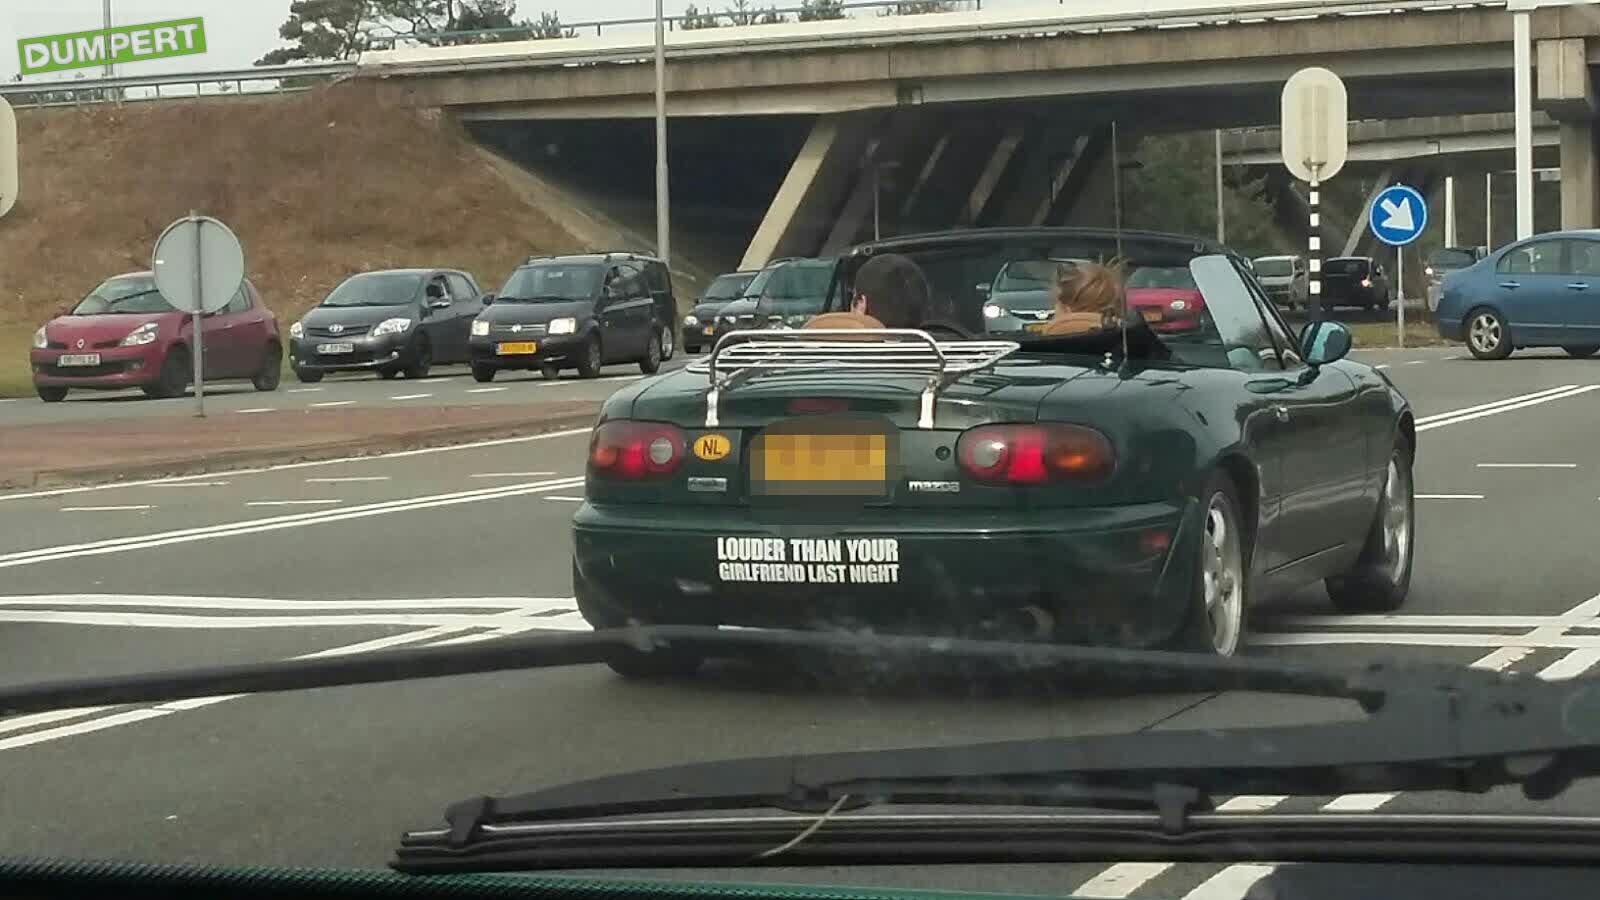 DUMPERT
NL
mazda
LOUDER THAN YOUR
GIRLFRIEND LAST NIGHT